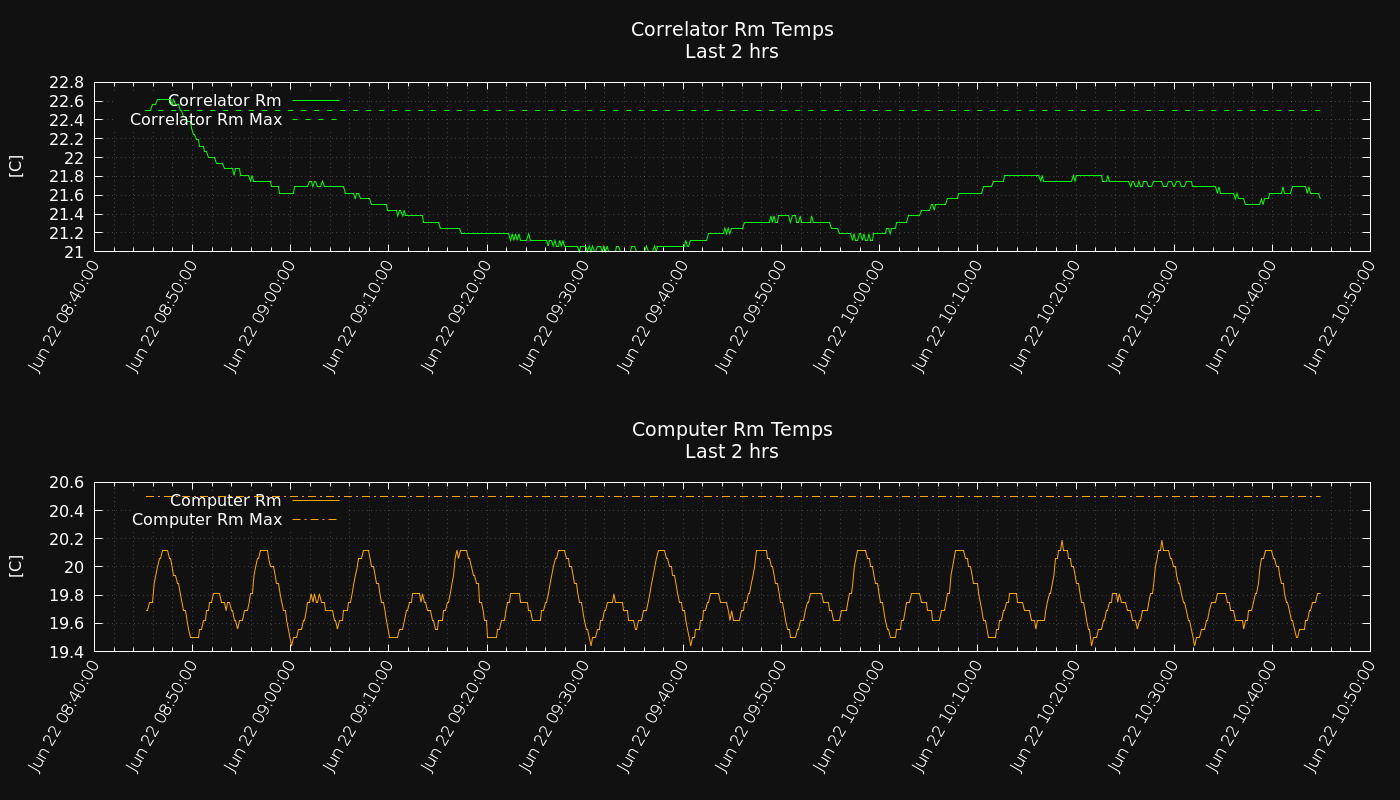 Correlator Rm Temps
Last 2 hrs
22.8
22.6
22.4
22.2
22
21.8
21.6
21.4
21.2
21
[C]
Correlator Rm
Correlator Rm Max
Jun 22 08:40:00
Jun 22 08:50:00
Jun 22 09:00:00
Jun 22 09:10:00
Jun 22 09:20:00
Jun 22 09:30:00
Jun 22 09:40:00
Jun 22 09:50:00
Jun 22 10:00:00
Jun 22 10:10:00
Jun 22 10:20:00
Jun 22 10:30:00
Jun 22 10:40:00
Jun 22 10:50:00
Computer Rm Temps
Last 2 hrs
20.6
20.4
20.2
20
19.8
19.6
19.4
[C]
Computer Rm
Computer Rm Max
Jun 22 08:40:00
Jun 22 08:50:00
Jun 22 09:00:00
Jun 22 09:10:00
Jun 22 09:20:00
Jun 22 09:30:00
Jun 22 09:40:00
Jun 22 09:50:00
Jun 22 10:00:00
Jun 22 10:10:00
Jun 22 10:20:00
Jun 22 10:30:00
Jun 22 10:40:00
Jun 22 10:50:00